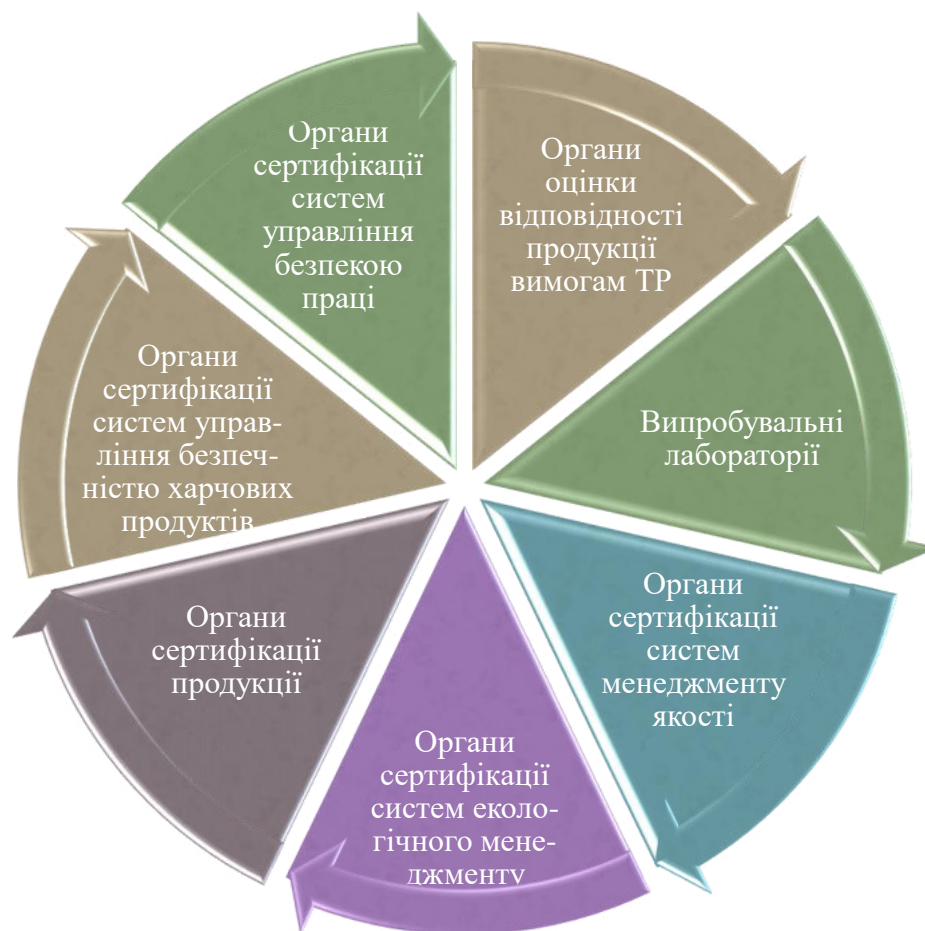 Органи
оцінки
відповідності
продукції
вимогам ТР
Випробувальні
лабораторії
Органи
сертифікації
систем
менеджменту
якості
Органи
сертифікації
систем еколо-
гічного мене-
джменту
Органи
сертифікації
продукції
Органи
сертифікації
систем управ-
ління безпеч-
ністю харчових
продуктів
Органи
сертифікації
систем
управління
безпекою
праці